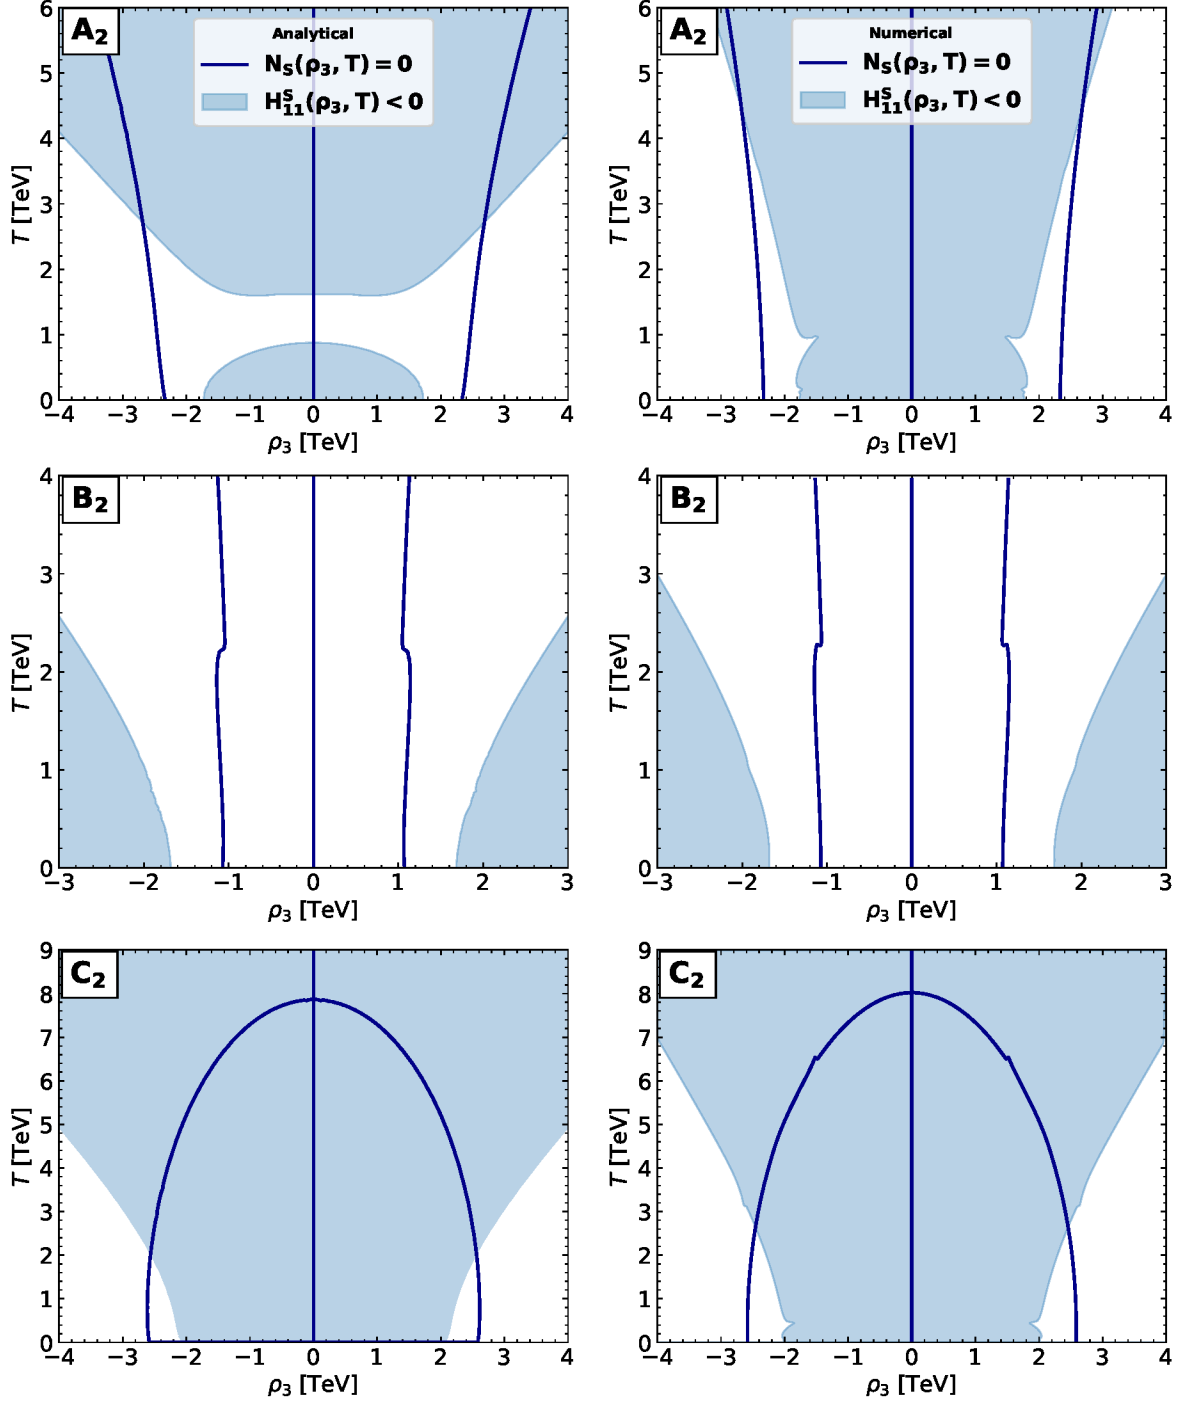 A2
Analytical
NS(ρ3, T) = 0
H11^S(ρ3, T) < 0
6
5
4
3
2
1
0
T [TeV]
−4 −3 −2 −1 0 1 2 3 4
ρ3 [TeV]
A2
Numerical
NS(ρ3, T) = 0
H11^S(ρ3, T) < 0
6
5
4
3
2
1
0
T [TeV]
−4 −3 −2 −1 0 1 2 3 4
ρ3 [TeV]
B2
4
3
2
1
0
T [TeV]
−3 −2 −1 0 1 2 3
ρ3 [TeV]
B2
4
3
2
1
0
T [TeV]
−3 −2 −1 0 1 2 3
ρ3 [TeV]
C2
9
8
7
6
5
4
3
2
1
0
T [TeV]
−4 −3 −2 −1 0 1 2 3 4
ρ3 [TeV]
C2
9
8
7
6
5
4
3
2
1
0
T [TeV]
−4 −3 −2 −1 0 1 2 3 4
ρ3 [TeV]